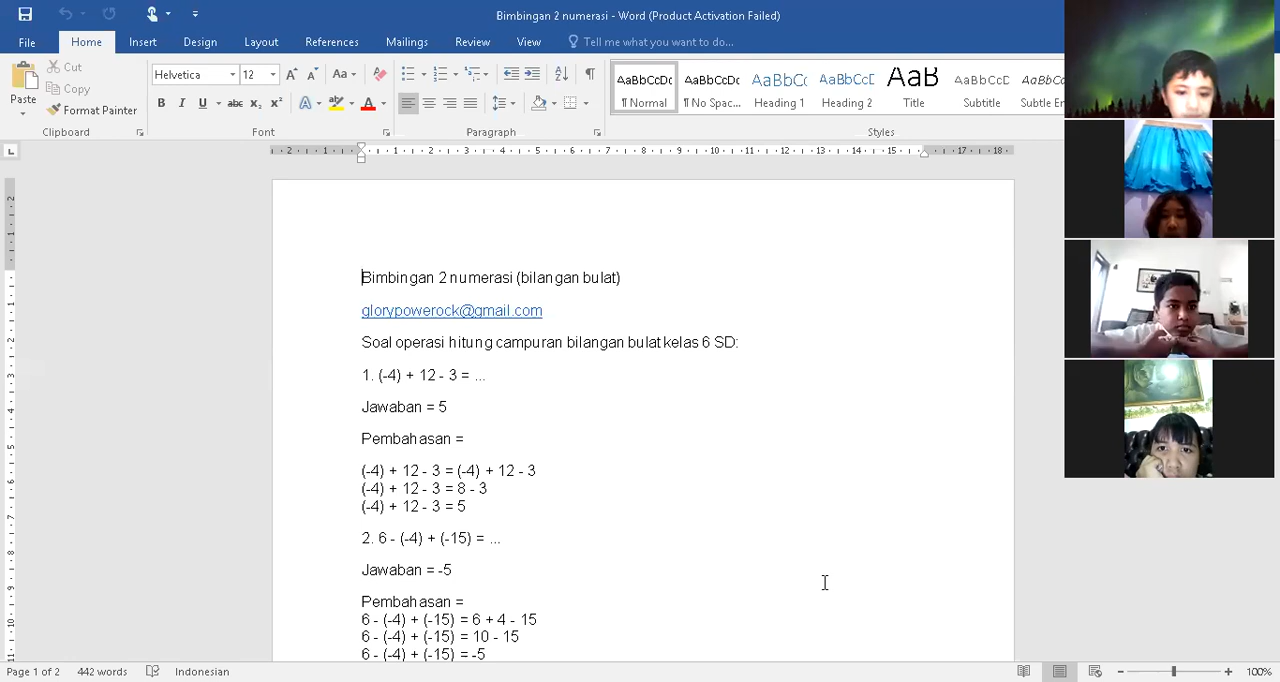 Bimbingan 2 numerasi - Word (Product Activation Failed)
File Home Insert Design Layout References Mailings Review View Tell me what you want to do...
Cut
Copy
Format Painter
Paste
Helvetica 12
Clipboard Font Paragraph Styles
AaBbCcDc AaBbCcDc AaBbCc AaBbCcD AaB AaBbCcD AaBbCcD
¶ Normal ¶ No Spac... Heading 1 Heading 2 Title Subtitle Subtle Em
Bimbingan 2 numerasi (bilangan bulat)
glorypowerock@gmail.com
Soal operasi hitung campuran bilangan bulat kelas 6 SD:
1. (-4) + 12 - 3 = ...
Jawaban = 5
Pembahasan =
(-4) + 12 - 3 = (-4) + 12 - 3
(-4) + 12 - 3 = 8 - 3
(-4) + 12 - 3 = 5
2. 6 - (-4) + (-15) = ...
Jawaban = -5
Pembahasan =
6 - (-4) + (-15) = 6 + 4 - 15
6 - (-4) + (-15) = 10 - 15
6 - (-4) + (-15) = -5
Page 1 of 2 442 words Indonesian 100%